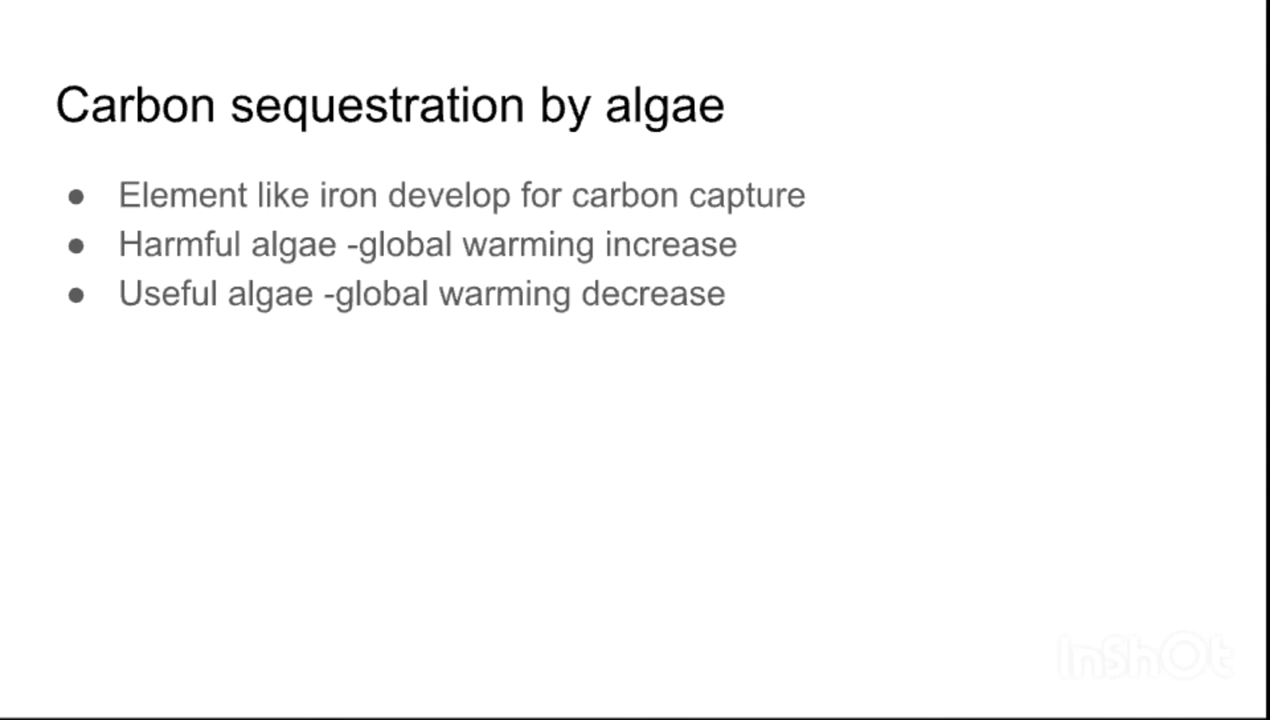 Carbon sequestration by algae
● Element like iron develop for carbon capture
● Harmful algae -global warming increase
● Useful algae -global warming decrease
InShOt